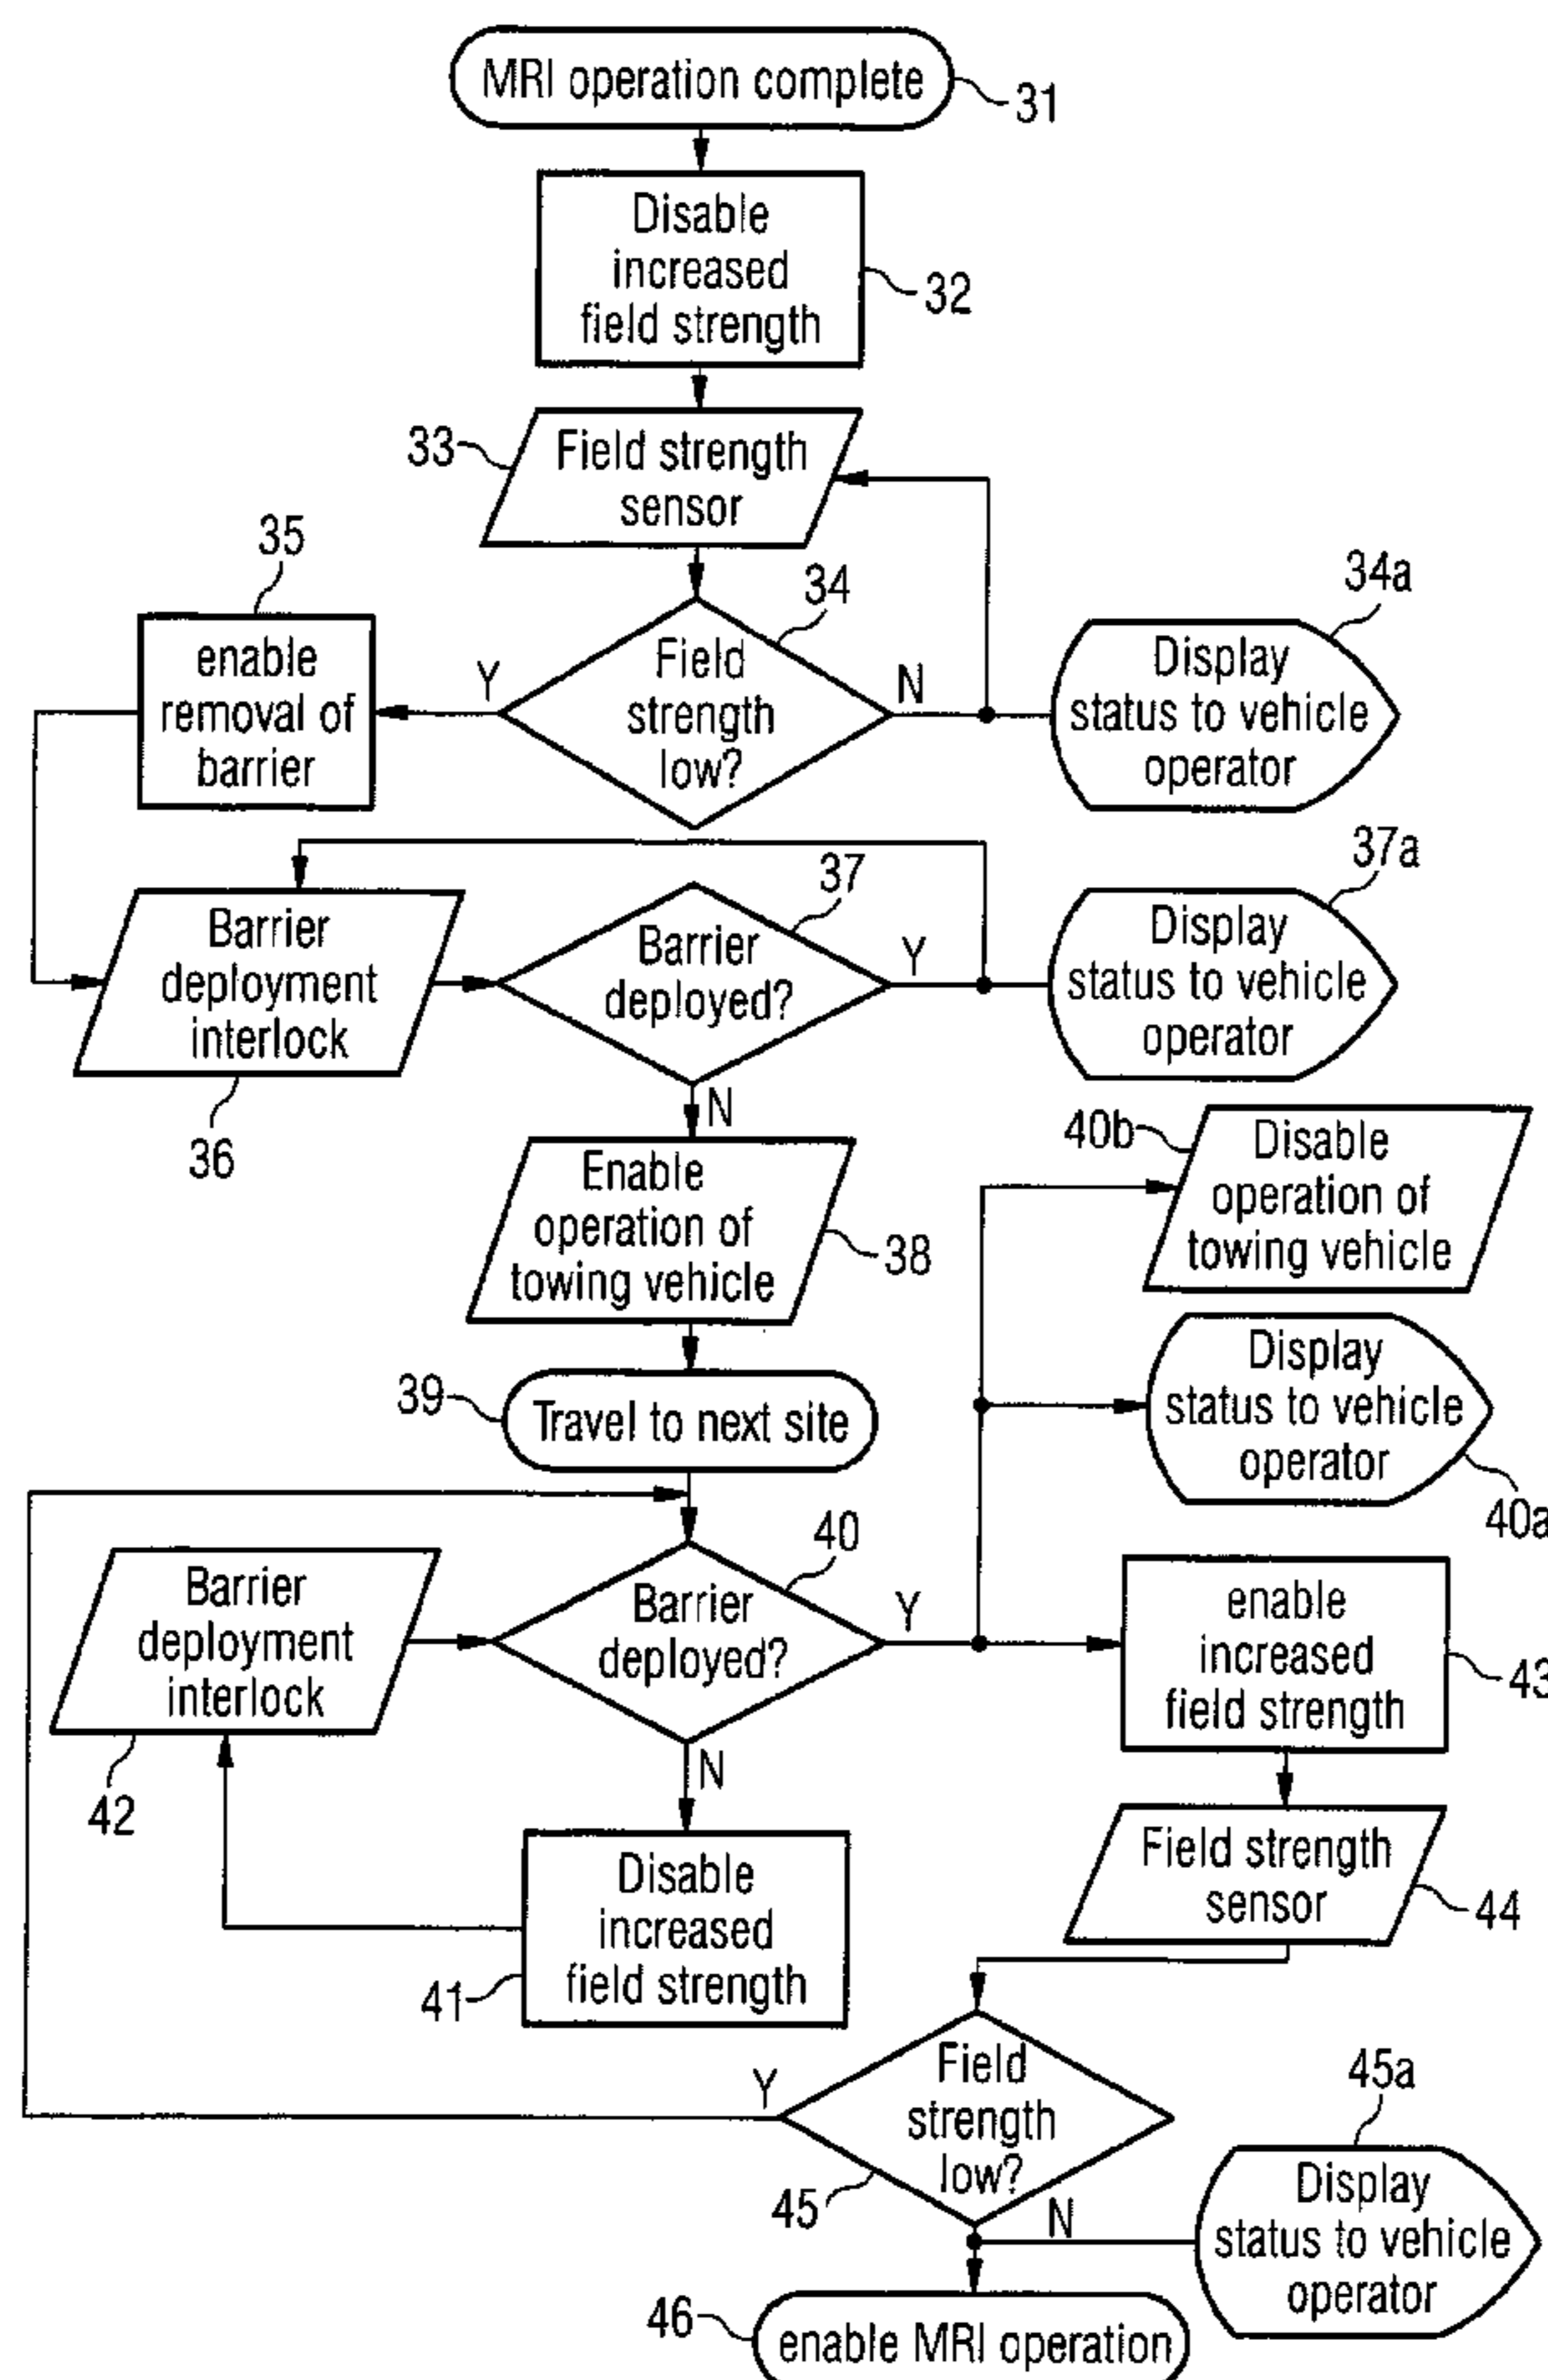 MRI operation complete
31
Disable
increased
field strength
32
33
Field strength
sensor
35
34
34a
enable
removal of
barrier
Y
Field
strength
low?
N
Display
status to vehicle
operator
37
37a
Barrier
deployment
interlock
36
Barrier
deployed?
Y
Display
status to vehicle
operator
N
40b
Disable
operation of
towing vehicle
Enable
operation of
towing vehicle
38
Display
status to vehicle
operator
40a
39
Travel to next site
40
Barrier
deployment
interlock
42
Barrier
deployed?
Y
enable
increased
field strength
43
N
Disable
increased
field strength
41
Field strength
sensor
44
Y
Field
strength
low?
45
45a
N
Display
status to vehicle
operator
46
enable MRI operation